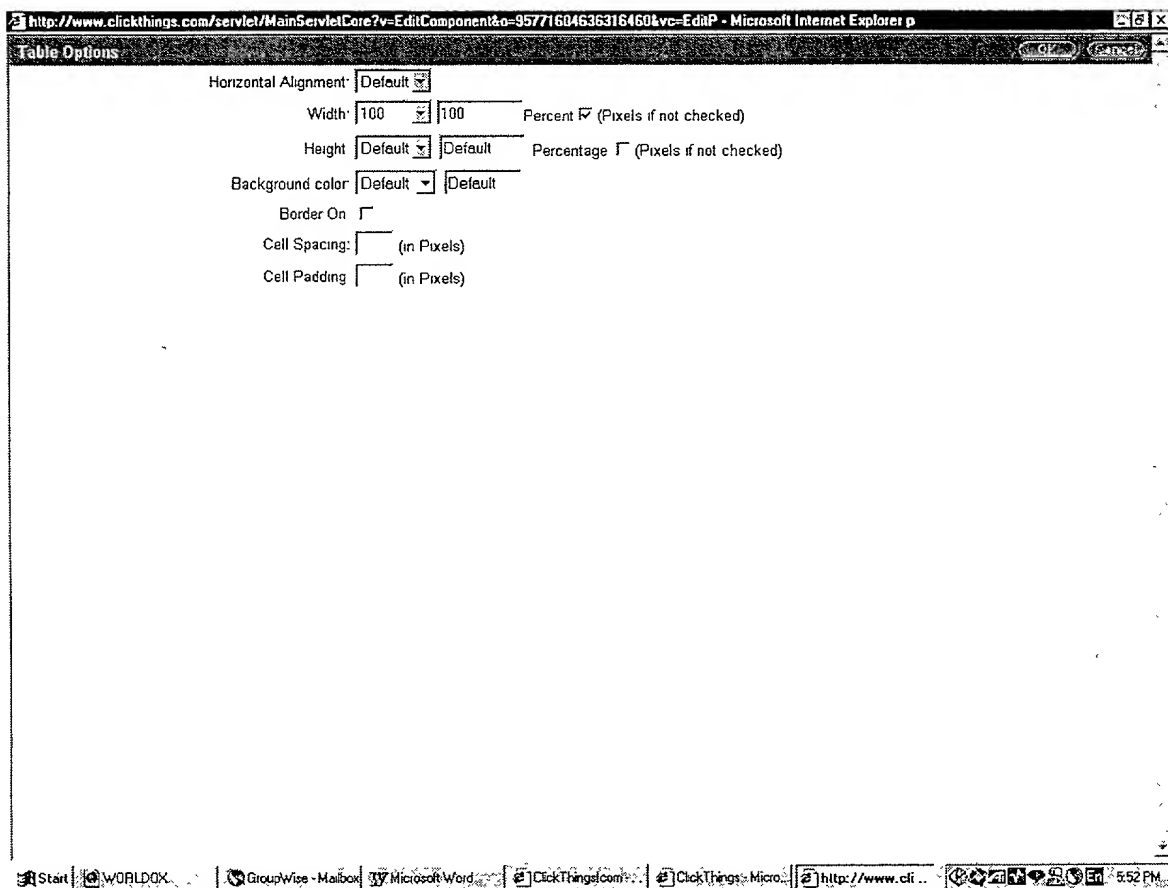 http://www.clickthings.com/servlet/MainServletCore?v=EditComponent&o=95771604636316460&vc=EditP - Microsoft Internet Explorer p
Table Options OK Cancel
Horizontal Alignment: Default
Width: 100 100 Percent (Pixels if not checked)
Height Default Default Percentage (Pixels if not checked)
Background color Default Default
Border On
Cell Spacing: (in Pixels)
Cell Padding (in Pixels)
Start WORLDOX GroupWise - Mailbox Microsoft Word ClickThings ClickThings - Micro... http://www.cli .. 5:52 PM